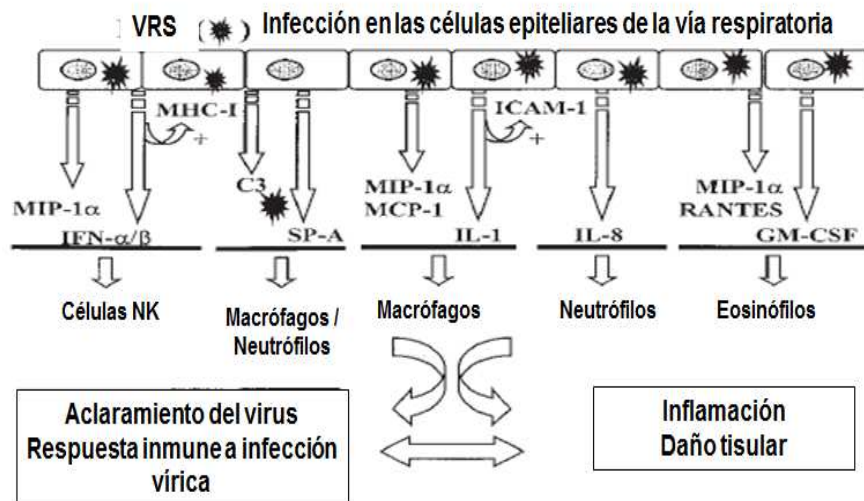 VRS ( ) Infección en las células epiteliares de la vía respiratoria
MHC-I
+
ICAM-1
+
C3
MIP-1α
MIP-1α
MCP-1
MIP-1α
RANTES
IFN-α/β
SP-A
IL-1
IL-8
GM-CSF
Células NK
Macrófagos /
Neutrófilos
Macrófagos
Neutrófilos
Eosinófilos
Aclaramiento del virus
Respuesta inmune a infección
vírica
Inflamación
Daño tisular